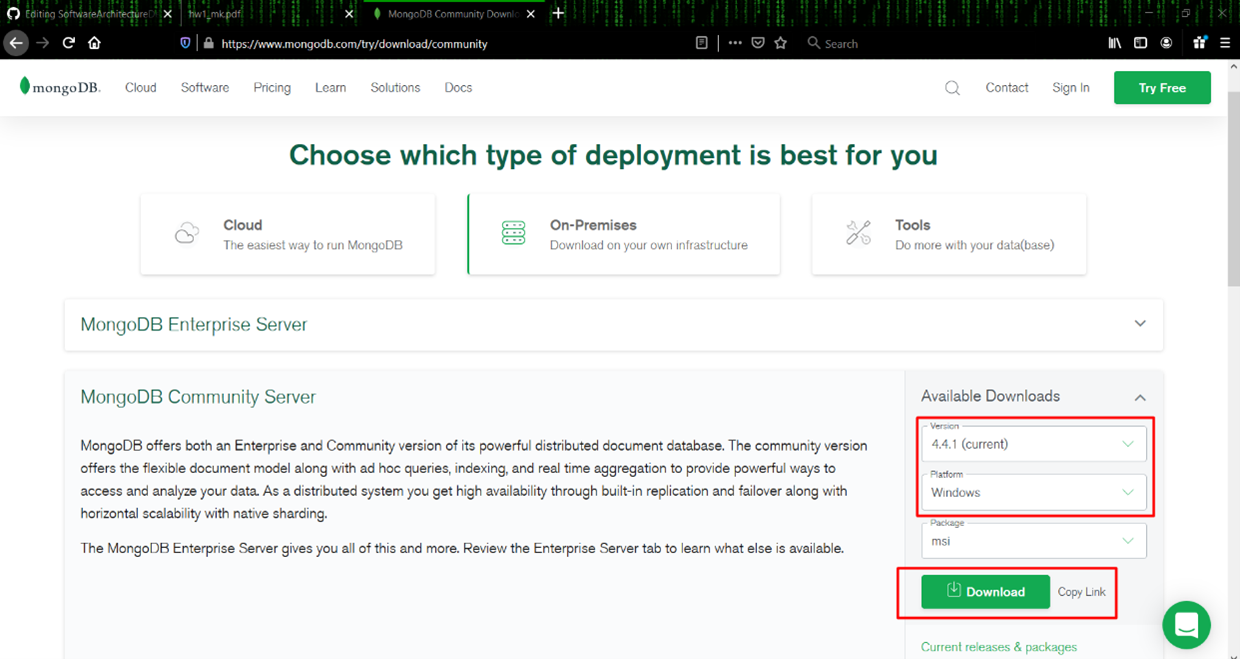 Editing SoftwareArchitectureD
hw1_mk.pdf
MongoDB Community Downlo
https://www.mongodb.com/try/download/community
Search
mongoDB.
Cloud
Software
Pricing
Learn
Solutions
Docs
Contact
Sign In
Try Free
Choose which type of deployment is best for you
Cloud
The easiest way to run MongoDB
On-Premises
Download on your own infrastructure
Tools
Do more with your data(base)
MongoDB Enterprise Server
MongoDB Community Server
MongoDB offers both an Enterprise and Community version of its powerful distributed document database. The community version
offers the flexible document model along with ad hoc queries, indexing, and real time aggregation to provide powerful ways to
access and analyze your data. As a distributed system you get high availability through built-in replication and failover along with
horizontal scalability with native sharding.
The MongoDB Enterprise Server gives you all of this and more. Review the Enterprise Server tab to learn what else is available.
Available Downloads
Version
4.4.1 (current)
Platform
Windows
Package
msi
Download
Copy Link
Current releases & packages